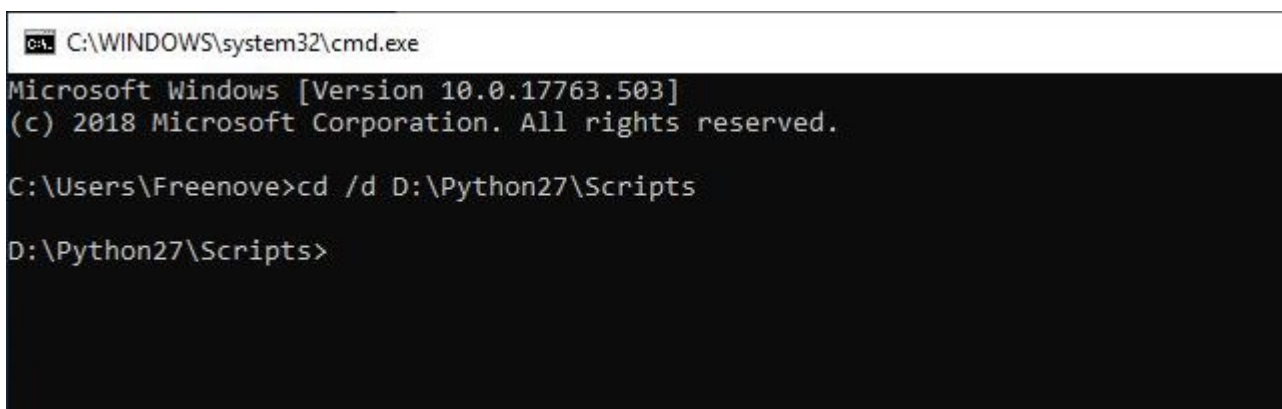 C:\WINDOWS\system32\cmd.exe
Microsoft Windows [Version 10.0.17763.503]
(c) 2018 Microsoft Corporation. All rights reserved.
C:\Users\Freenove>cd /d D:\Python27\Scripts
D:\Python27\Scripts>